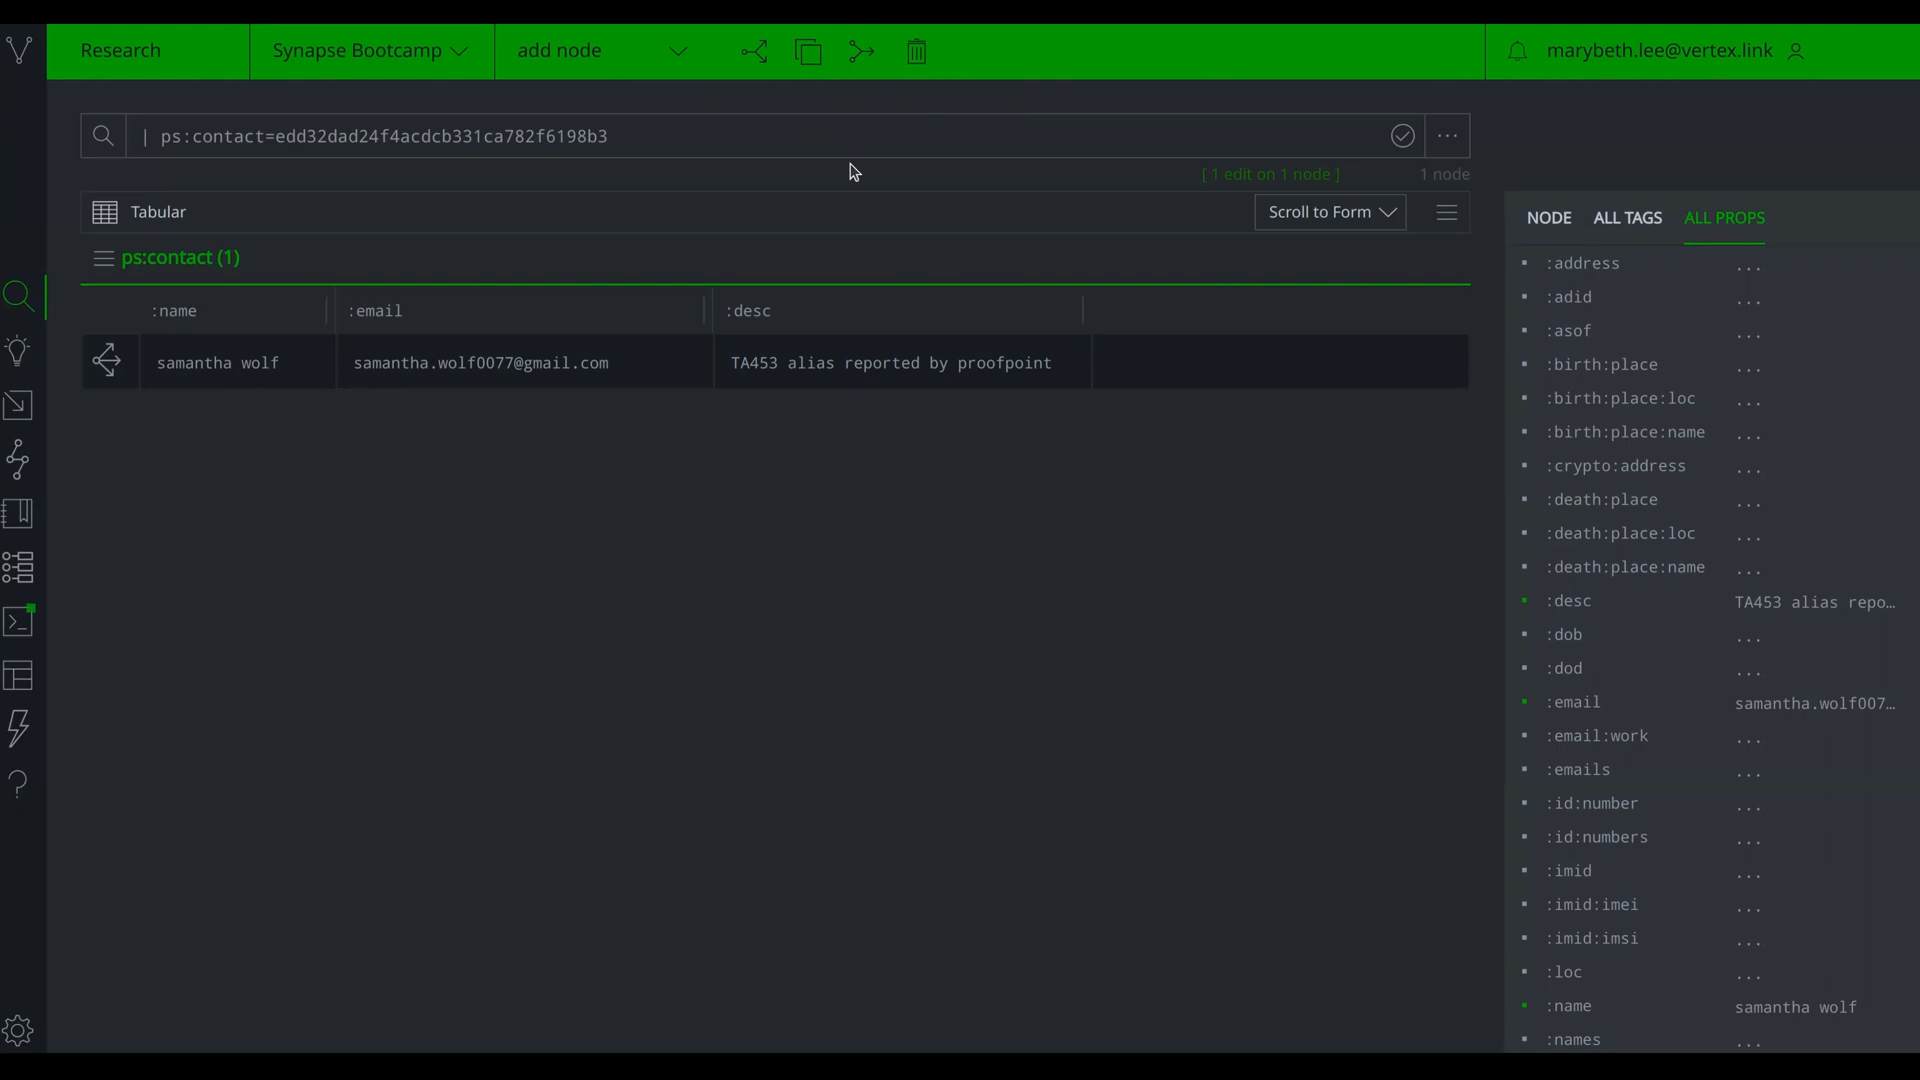 Research
Synapse Bootcamp
add node
marybeth.lee@vertex.link
| ps:contact=edd32dad24f4acdcb331ca782f6198b3
...
[ 1 edit on 1 node ]
1 node
Tabular
Scroll to Form
ps:contact (1)
:name :email :desc
samantha wolf samantha.wolf0077@gmail.com TA453 alias reported by proofpoint
NODE ALL TAGS ALL PROPS
:address ...
:adid ...
:asof ...
:birth:place ...
:birth:place:loc ...
:birth:place:name ...
:crypto:address ...
:death:place ...
:death:place:loc ...
:death:place:name ...
:desc TA453 alias repo…
:dob ...
:dod ...
:email samantha.wolf007…
:email:work ...
:emails ...
:id:number ...
:id:numbers ...
:imid ...
:imid:imei ...
:imid:imsi ...
:loc ...
:name samantha wolf
:names ...